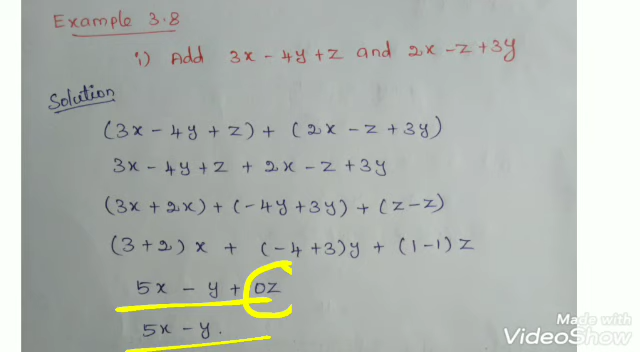 Example 3.8
i) Add 3x - 4y + z and 2x - z + 3y
Solution
(3x - 4y + z) + (2x - z + 3y)
3x - 4y + z + 2x - z + 3y
(3x + 2x) + (-4y + 3y) + (z - z)
(3+2)x + (-4+3)y + (1-1)z
5x - y + 0z
5x - y.
Made with
VideoShow